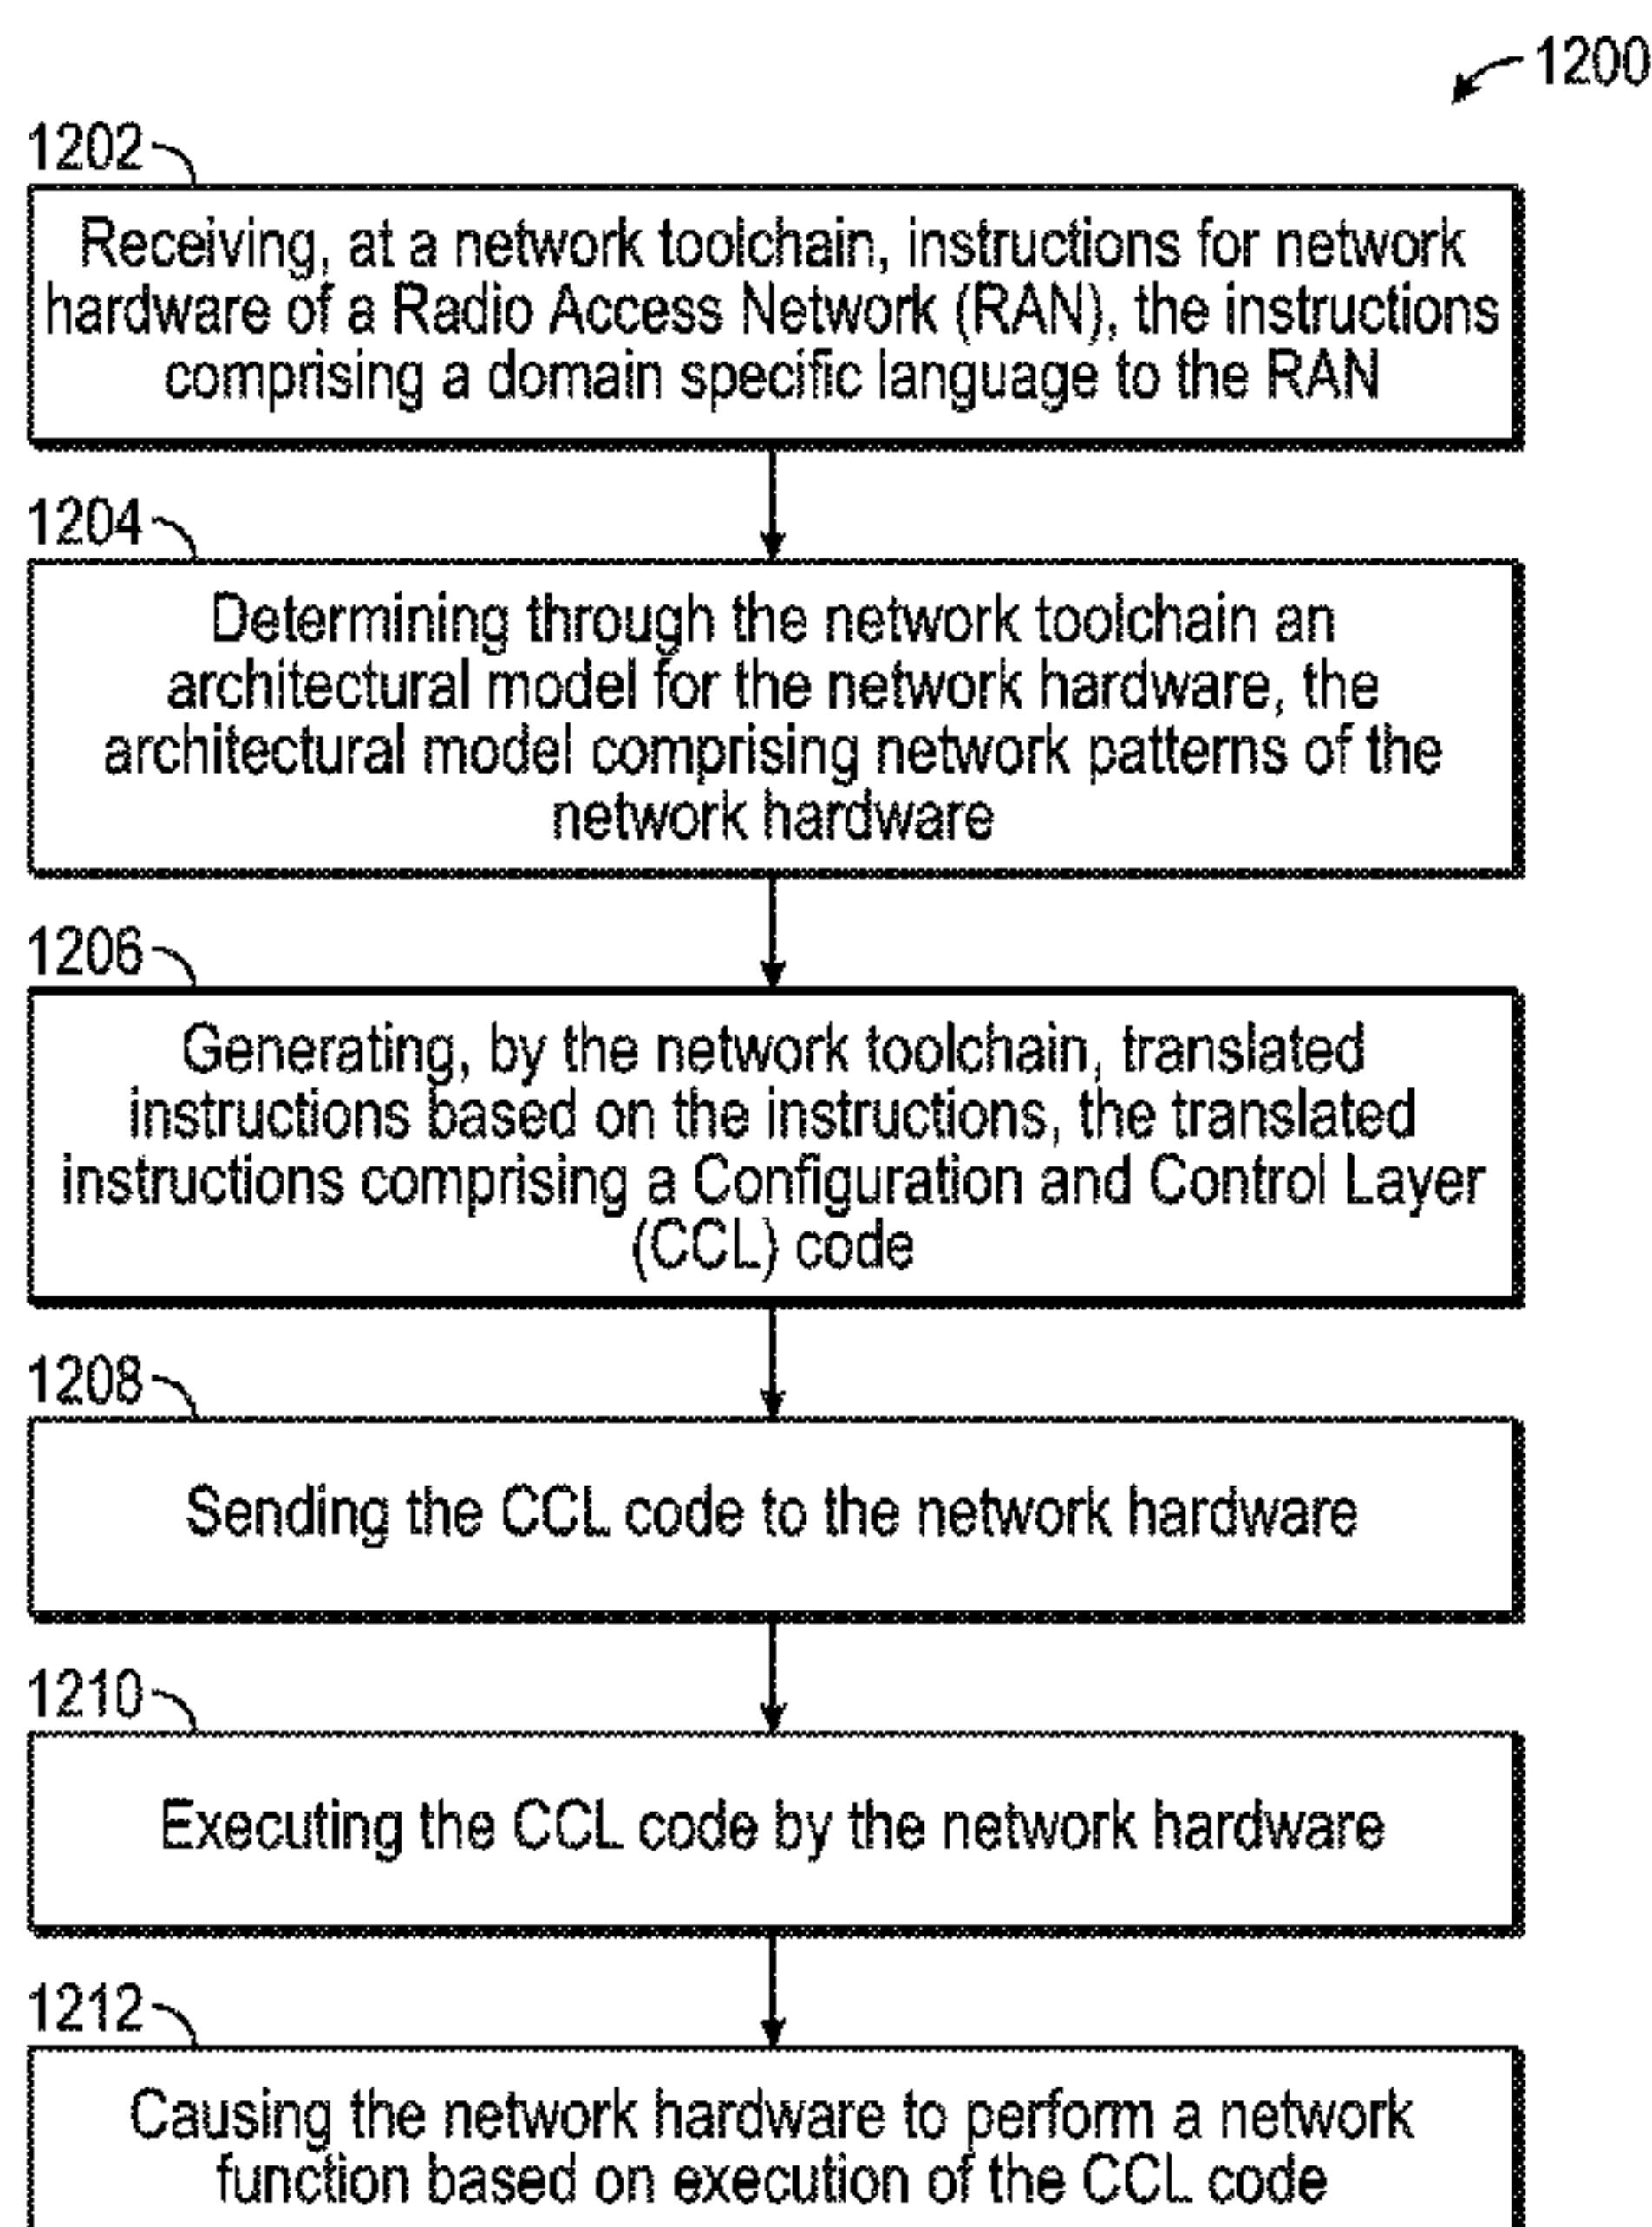 1200
1202
Receiving, at a network toolchain, instructions for network
hardware of a Radio Access Network (RAN), the instructions
comprising a domain specific language to the RAN
1204
Determining through the network toolchain an
architectural model for the network hardware, the
architectural model comprising network patterns of the
network hardware
1206
Generating, by the network toolchain, translated
instructions based on the instructions, the translated
instructions comprising a Configuration and Control Layer
(CCL) code
1208
Sending the CCL code to the network hardware
1210
Executing the CCL code by the network hardware
1212
Causing the network hardware to perform a network
function based on execution of the CCL code